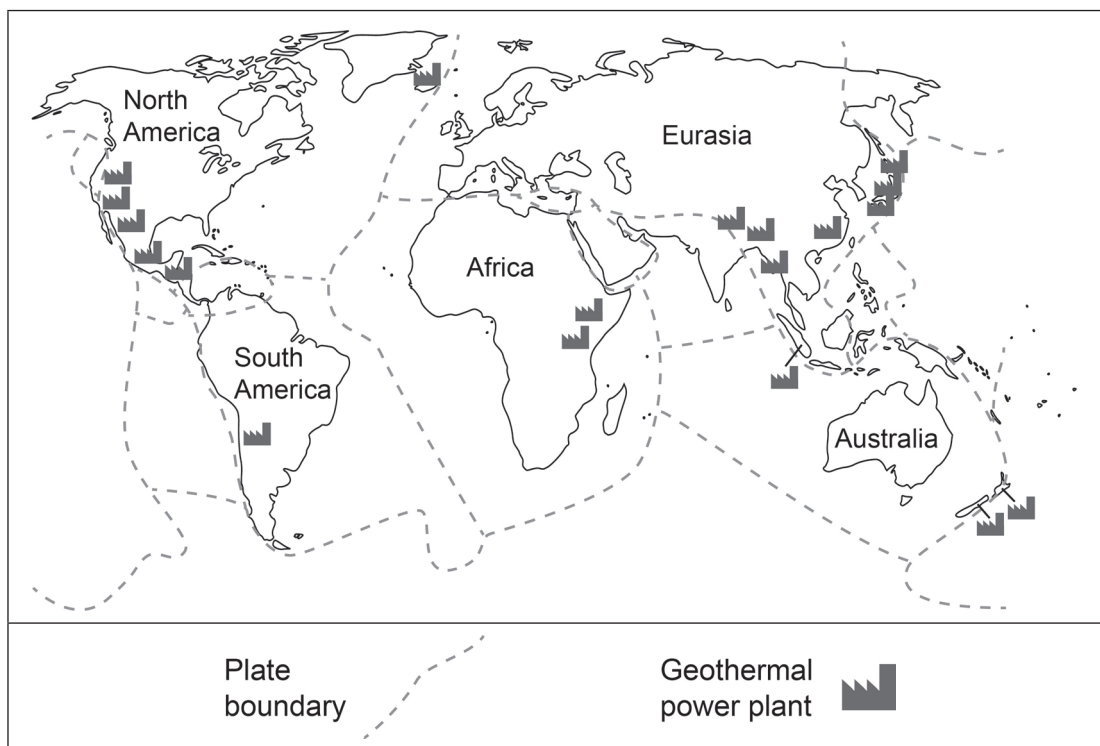 North
America
Eurasia
Africa
South
America
Australia
Plate
boundary
Geothermal
power plant